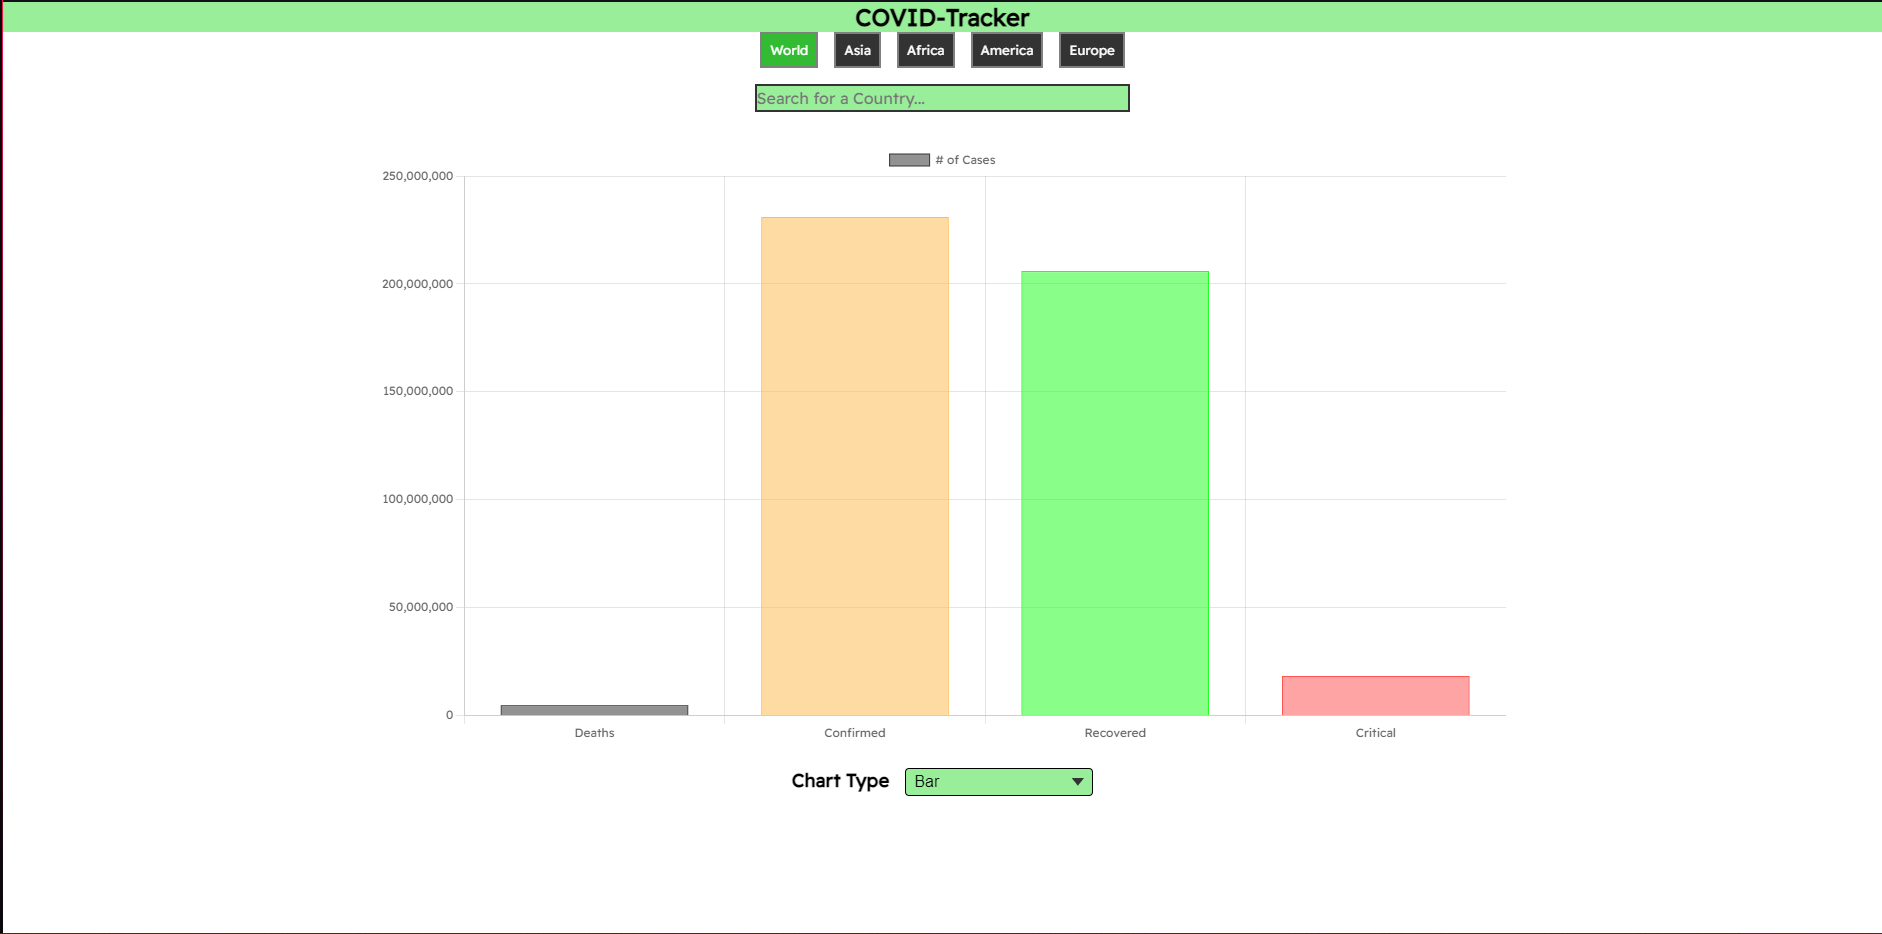 COVID-Tracker
World Asia Africa America Europe
Search for a Country...
# of Cases
250,000,000
200,000,000
150,000,000
100,000,000
50,000,000
0
Deaths Confirmed Recovered Critical
Chart Type Bar